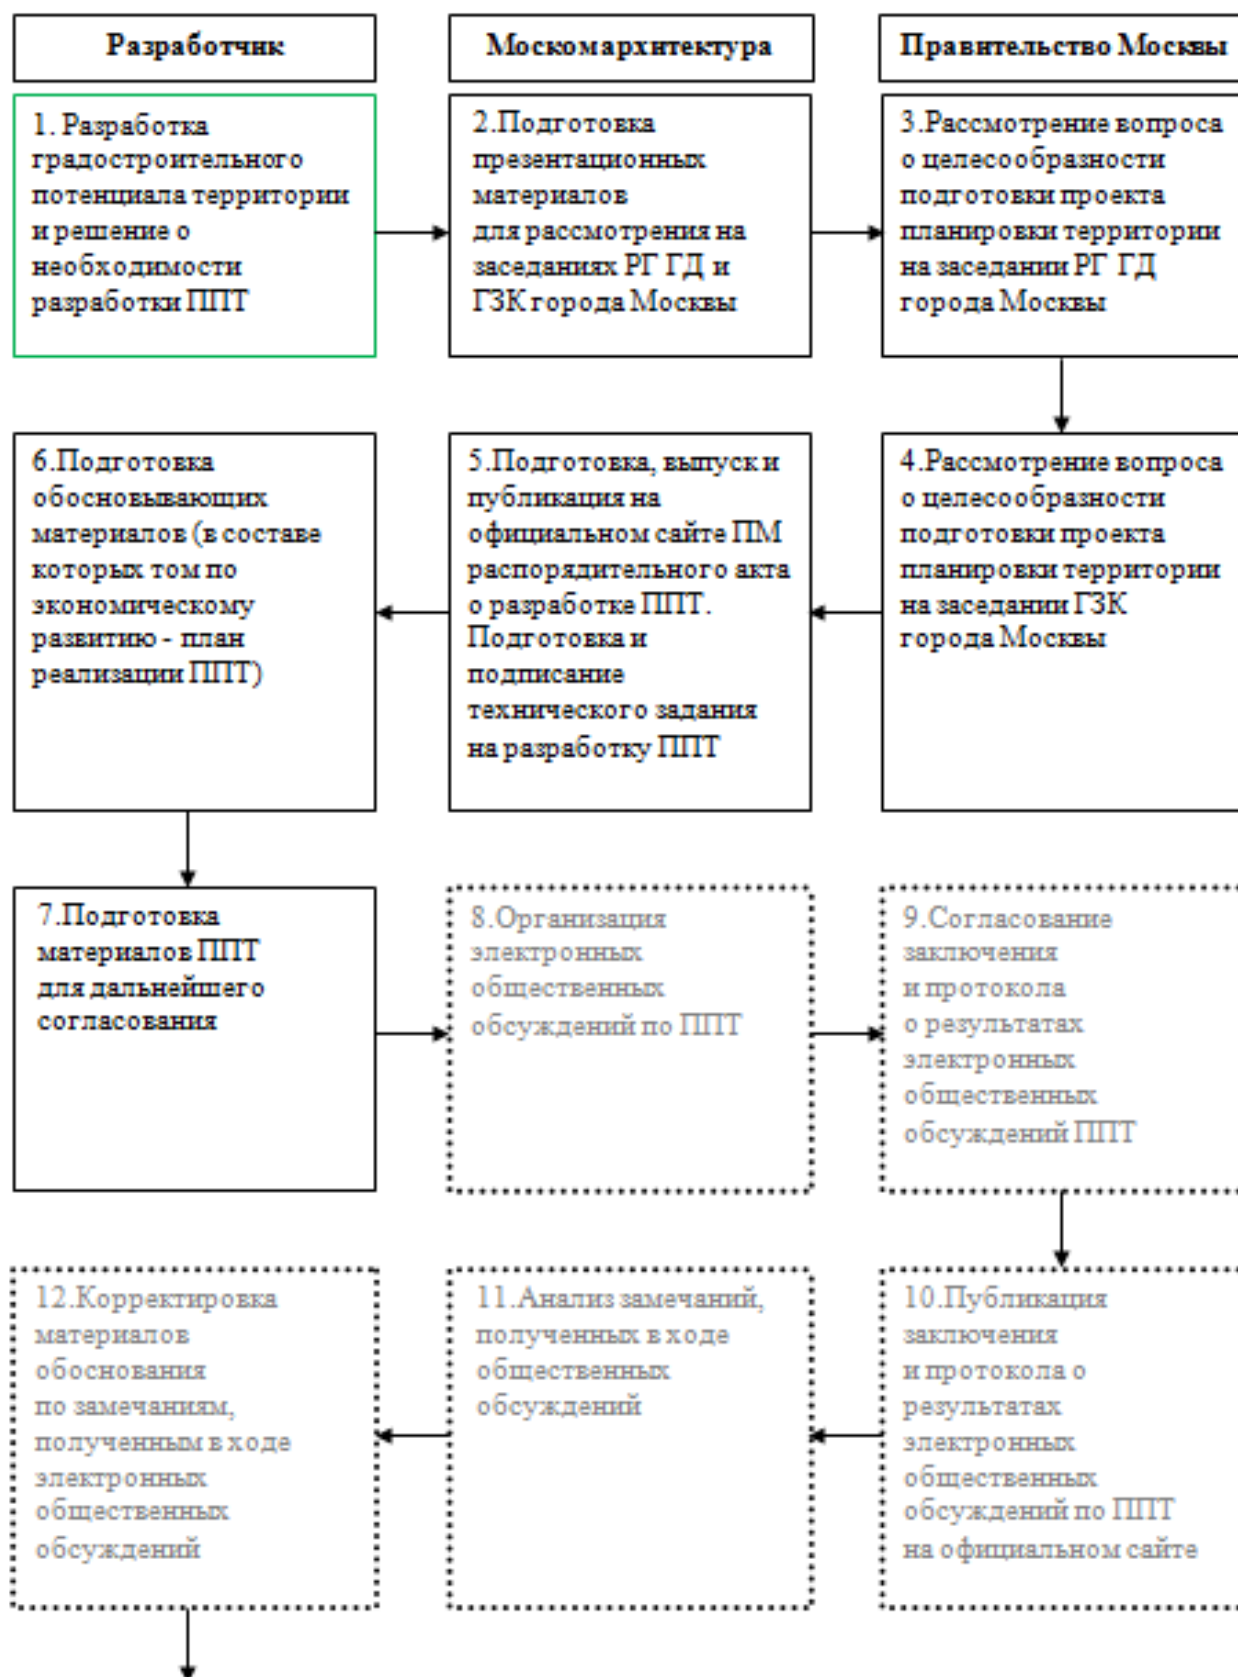 Разработчик
Москомархитектура
Правительство Москвы
1. Разработка
градостроительного
потенциала территории
и решение о
необходимости
разработки ППТ
2.Подготовка
презентационных
материалов
для рассмотрения на
заседаниях РГ ГД и
ГЗК города Москвы
3.Рассмотрение вопроса
о целесообразности
подготовки проекта
планировки территории
на заседании РГ ГД
города Москвы
4.Рассмотрение вопроса
о целесообразности
подготовки проекта
планировки территории
на заседании ГЗК
города Москвы
5.Подготовка, выпуск и
публикация на
официальном сайте ПМ
распорядительного акта
о разработке ППТ.
Подготовка и
подписание
технического задания
на разработку ППТ
6.Подготовка
обосновывающих
материалов (в составе
которых том по
экономическому
развитию - план
реализации ППТ)
7.Подготовка
материалов ППТ
для дальнейшего
согласования
8.Организация
электронных
общественных
обсуждений по ППТ
9.Согласование
заключения
и протокола
о результатах
электронных
общественных
обсуждений ППТ
10.Публикация
заключения
и протокола о
результатах
электронных
общественных
обсуждений по ППТ
на официальном сайте
11.Анализ замечаний,
полученных в ходе
общественных
обсуждений
12.Корректировка
материалов
обоснования
по замечаниям,
полученным в ходе
электронных
общественных
обсуждений